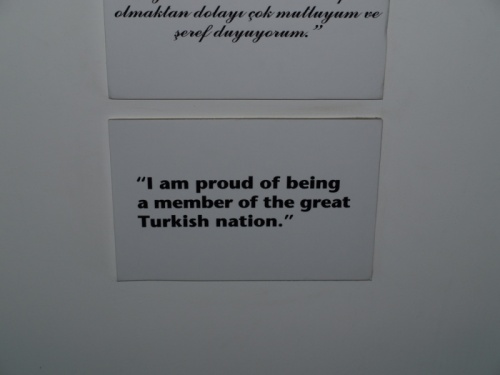 olmaktan dolayı çok mutluyum ve
şeref duyuyorum.”
“I am proud of being
a member of the great
Turkish nation.”